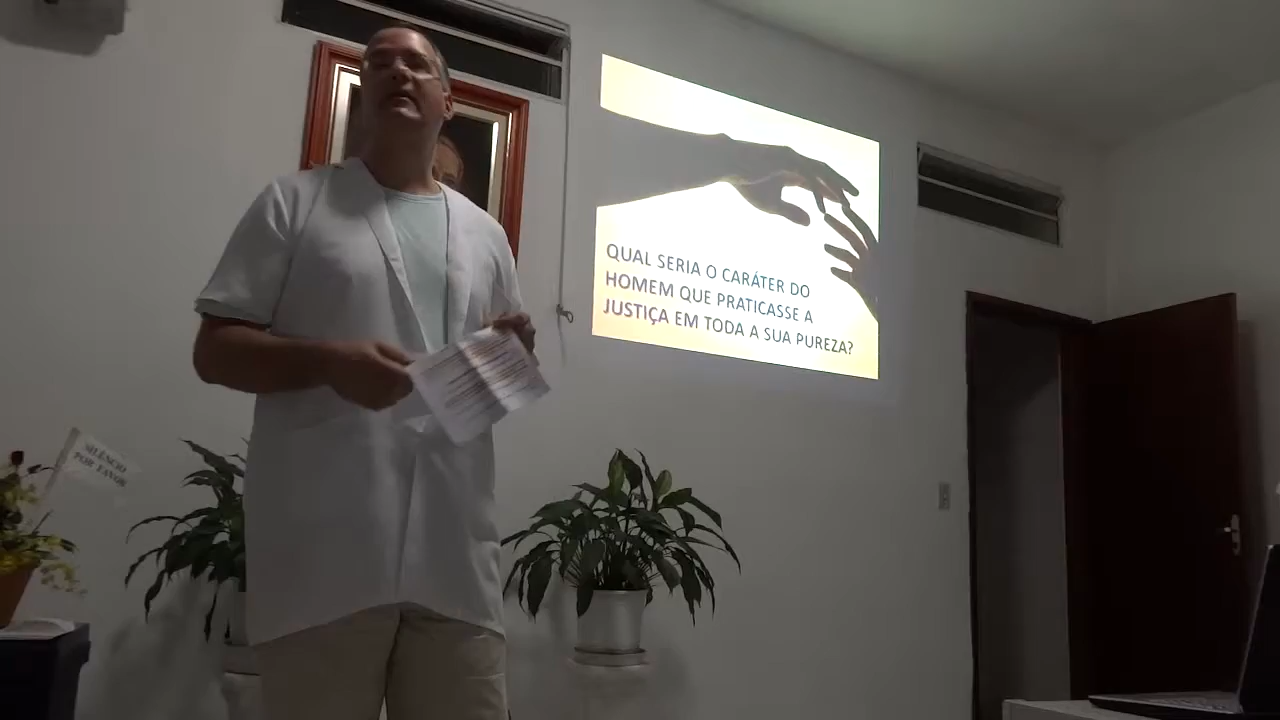 QUAL SERIA O CARÁTER DO
HOMEM QUE PRATICASSE A
JUSTIÇA EM TODA A SUA PUREZA?
SILÊNCIO
POR FAVOR